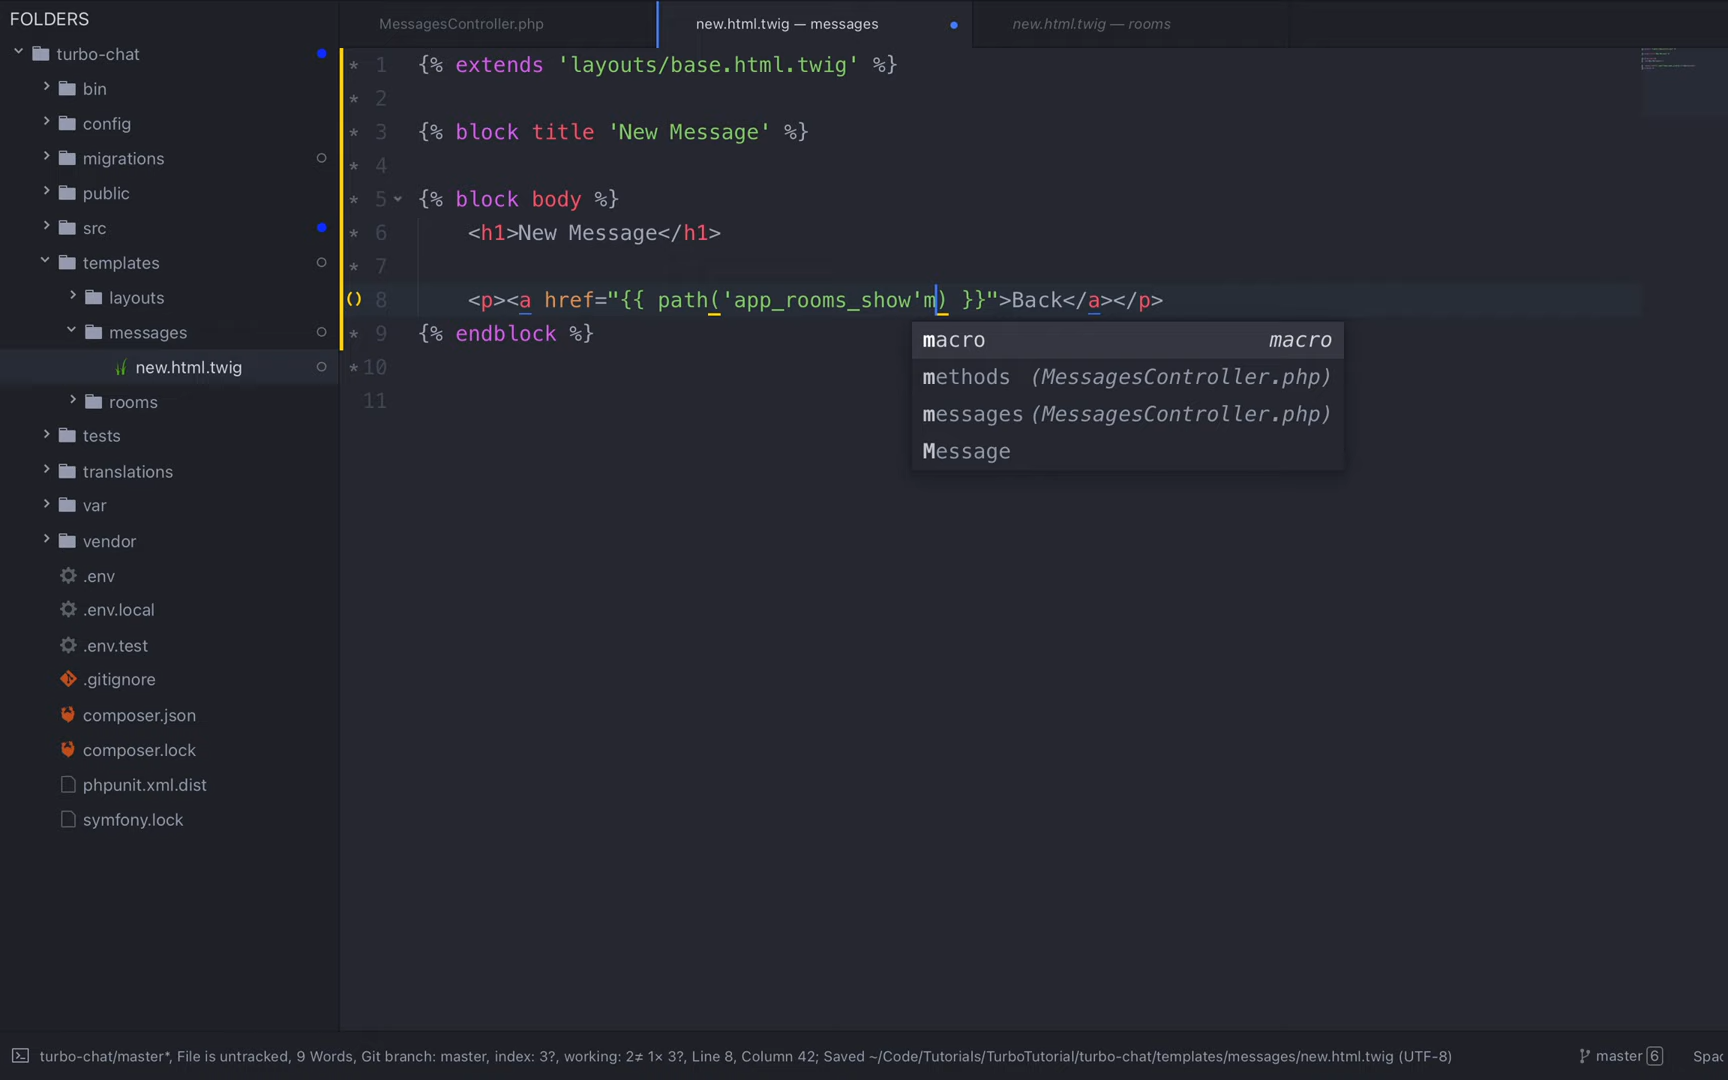 FOLDERS
turbo-chat
bin
config
migrations
public
src
templates
layouts
messages
new.html.twig
rooms
tests
translations
var
vendor
.env
.env.local
.env.test
.gitignore
composer.json
composer.lock
phpunit.xml.dist
symfony.lock
MessagesController.php
new.html.twig — messages
new.html.twig — rooms
* 1 {% extends 'layouts/base.html.twig' %}
* 2
* 3 {% block title 'New Message' %}
* 4
* 5 {% block body %}
* 6 <h1>New Message</h1>
* 7
() 8 <p><a href="{{ path('app_rooms_show'm) }}">Back</a></p>
* 9 {% endblock %}
* 10
11
macro macro
methods (MessagesController.php)
messages (MessagesController.php)
Message
turbo-chat/master*, File is untracked, 9 Words, Git branch: master, index: 3?, working: 2≠ 1× 3?, Line 8, Column 42; Saved ~/Code/Tutorials/TurboTutorial/turbo-chat/templates/messages/new.html.twig (UTF-8)
master 6
Spac